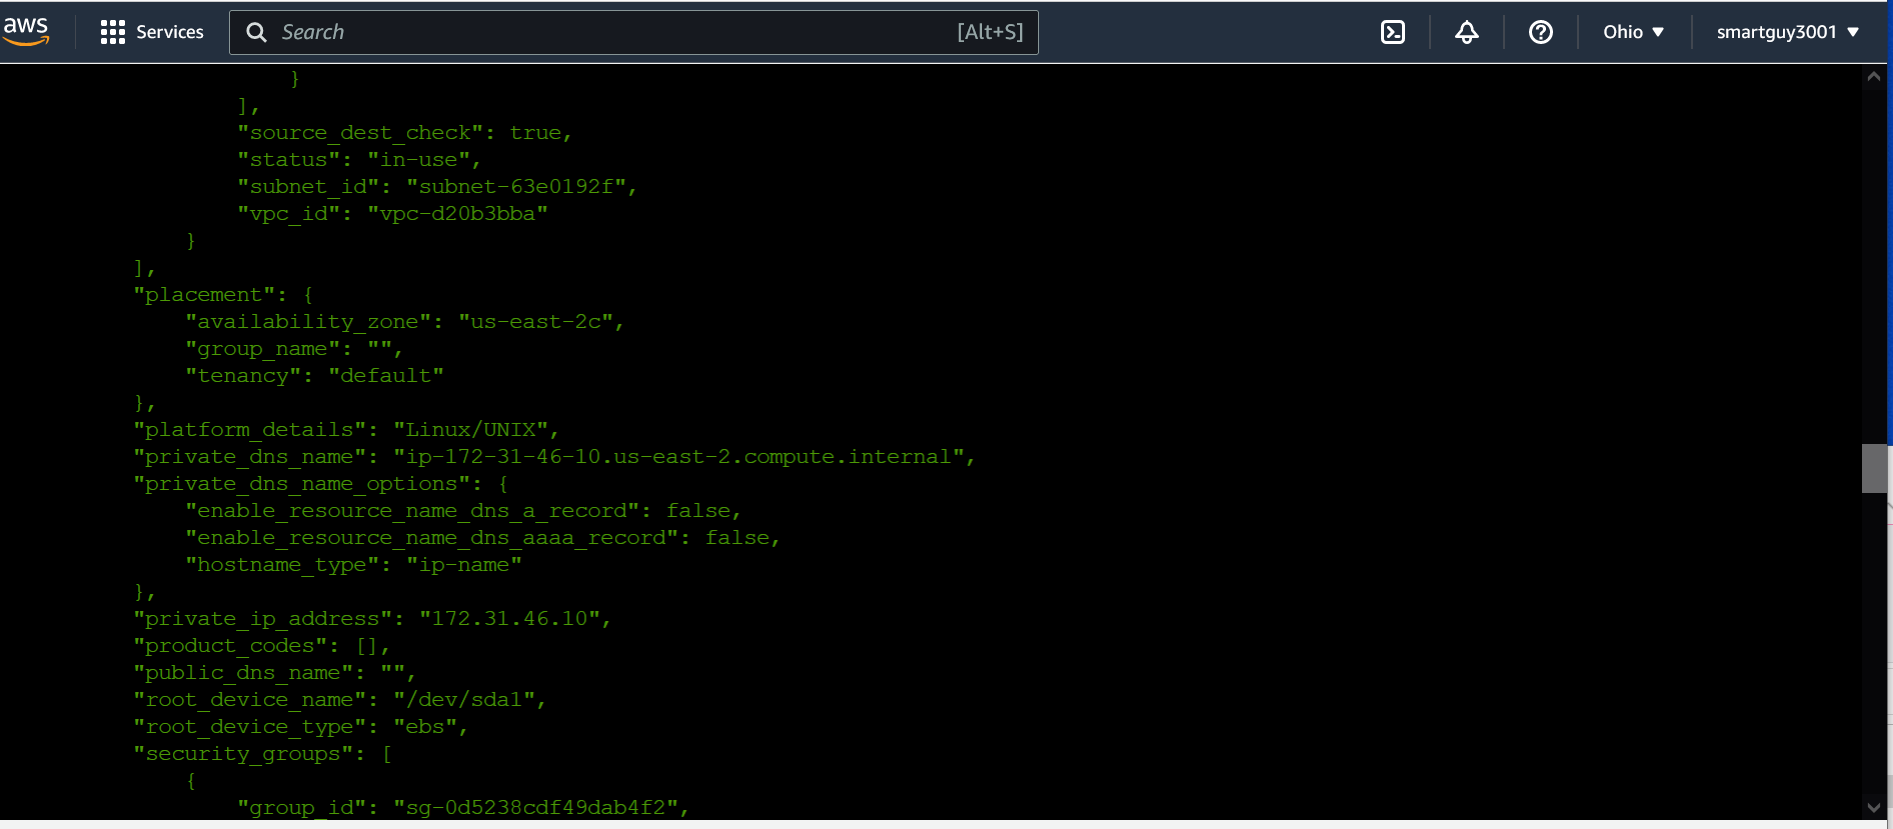 aws Services Search [Alt+S] Ohio smartguy3001
}
],
"source_dest_check": true,
"status": "in-use",
"subnet_id": "subnet-63e0192f",
"vpc_id": "vpc-d20b3bba"
}
],
"placement": {
"availability_zone": "us-east-2c",
"group_name": "",
"tenancy": "default"
},
"platform_details": "Linux/UNIX",
"private_dns_name": "ip-172-31-46-10.us-east-2.compute.internal",
"private_dns_name_options": {
"enable_resource_name_dns_a_record": false,
"enable_resource_name_dns_aaaa_record": false,
"hostname_type": "ip-name"
},
"private_ip_address": "172.31.46.10",
"product_codes": [],
"public_dns_name": "",
"root_device_name": "/dev/sda1",
"root_device_type": "ebs",
"security_groups": [
{
"group_id": "sg-0d5238cdf49dab4f2",